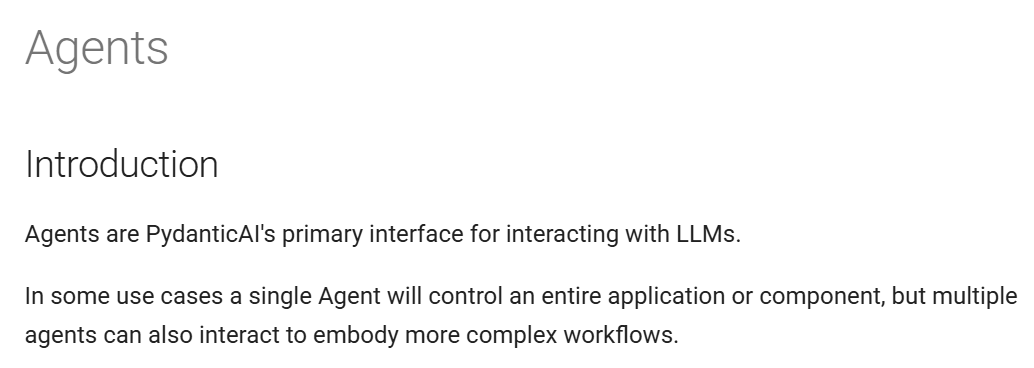 Agents
Introduction
Agents are PydanticAI's primary interface for interacting with LLMs.
In some use cases a single Agent will control an entire application or component, but multiple
agents can also interact to embody more complex workflows.